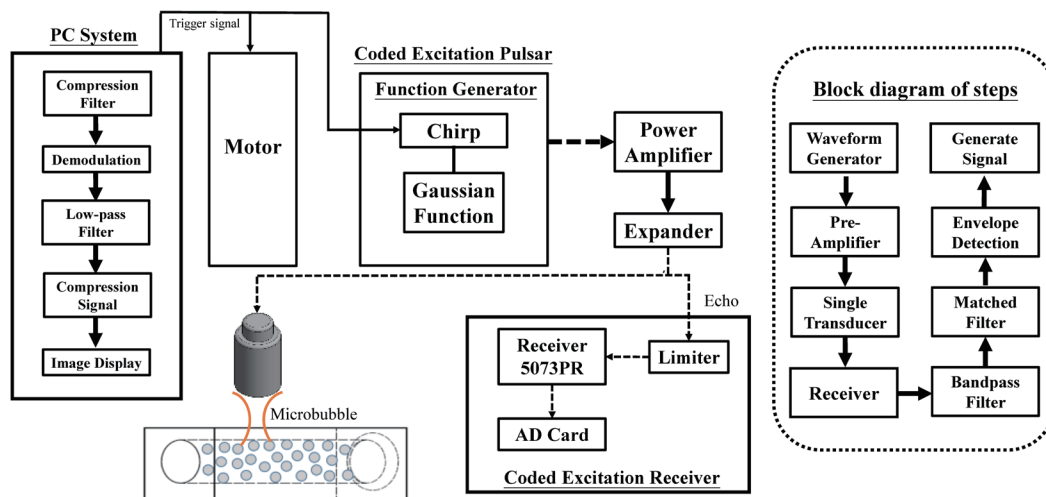 PC System
Compression
Filter
Demodulation
Low-pass
Filter
Compression
Signal
Image Display
Trigger signal
Motor
Coded Excitation Pulsar
Function Generator
Chirp
Gaussian
Function
Power
Amplifier
Expander
Echo
Microbubble
Receiver
5073PR
Limiter
AD Card
Coded Excitation Receiver
Block diagram of steps
Waveform
Generator
Pre-
Amplifier
Single
Transducer
Receiver
Bandpass
Filter
Matched
Filter
Envelope
Detection
Generate
Signal